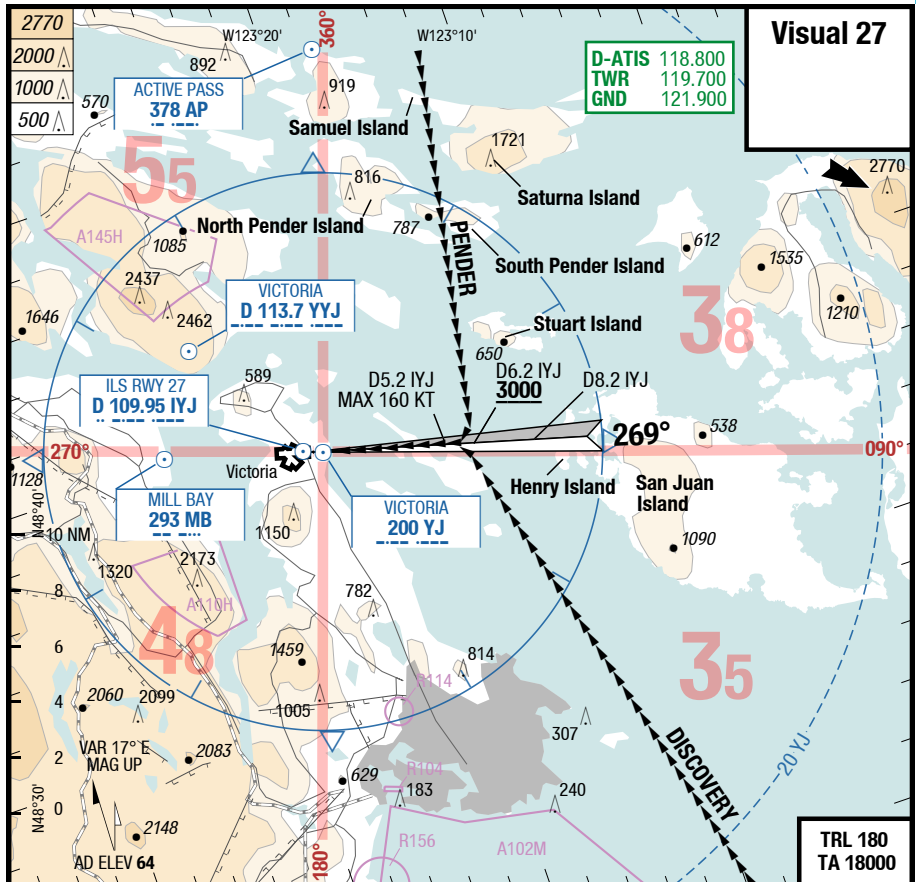 2770
2000
1000
500
W123°20'
360°
W123°10'
Visual 27
D-ATIS 118.800
TWR 119.700
GND 121.900
892
ACTIVE PASS
378 AP
919
570
Samuel Island
1721
2770
55
816
Saturna Island
North Pender Island
787
A145H
1085
PENDER
612
South Pender Island
1535
2437
VICTORIA
D 113.7 YYJ
2462
38
1210
1646
Stuart Island
650
ILS RWY 27
D 109.95 IYJ
589
D5.2 IYJ
MAX 160 KT
D6.2 IYJ
3000
D8.2 IYJ
269°
538
270°
090°
Victoria
1128
Henry Island
San Juan
Island
N48°40'
MILL BAY
293 MB
VICTORIA
200 YJ
1150
10 NM
1090
1320
2173
8
A110H
782
48
6
1459
814
35
4
2060
2099
1005
R114
307
VAR 17° E
MAG UP
2083
DISCOVERY
20 YJ
2
629
R104
183
240
0
N48°30'
2148
R156
A102M
AD ELEV 64
180°
TRL 180
TA 18000